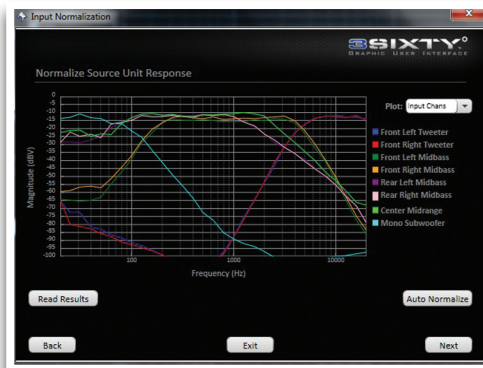 Input Normalization
3SIXTY.°
GRAPHIC USER INTERFACE
Normalize Source Unit Response
Plot: Input Chans
0
-5
-10
-15
-20
-25
-30
-35
-40
-45
-50
-55
-60
-65
-70
-75
-80
-85
-90
-95
-100
Magnitude (dBV)
100
1000
10000
Frequency (Hz)
Front Left Tweeter
Front Right Tweeter
Front Left Midbass
Front Right Midbass
Rear Left Midbass
Rear Right Midbass
Center Midrange
Mono Subwoofer
Read Results
Auto Normalize
Back
Exit
Next